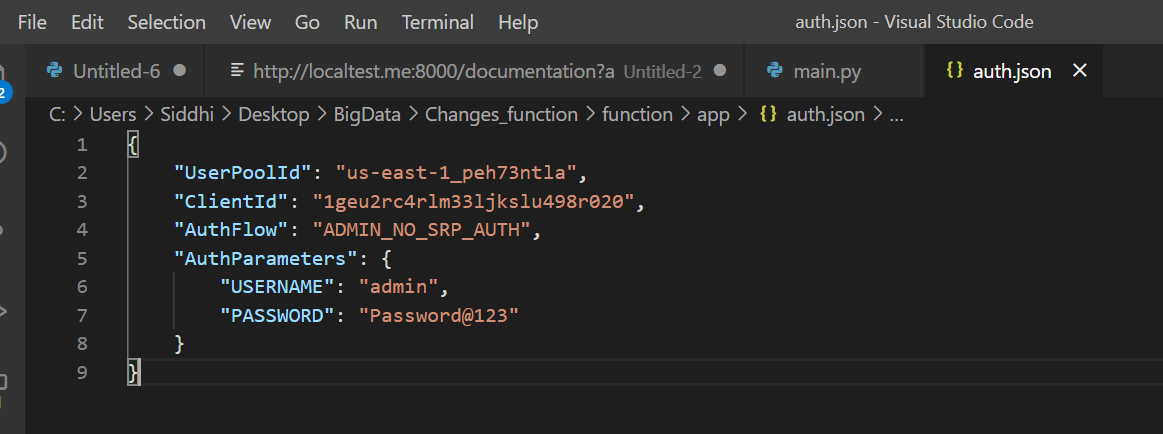 File Edit Selection View Go Run Terminal Help auth.json - Visual Studio Code
Untitled-6 http://localtest.me:8000/documentation?a Untitled-2 main.py {} auth.json
2
C: > Users > Siddhi > Desktop > BigData > Changes_function > function > app > {} auth.json > ...
1 {
2 "UserPoolId": "us-east-1_peh73ntla",
3 "ClientId": "1geu2rc4rlm33ljkslu498r020",
4 "AuthFlow": "ADMIN_NO_SRP_AUTH",
5 "AuthParameters": {
6 "USERNAME": "admin",
7 "PASSWORD": "Password@123"
8 }
9 }